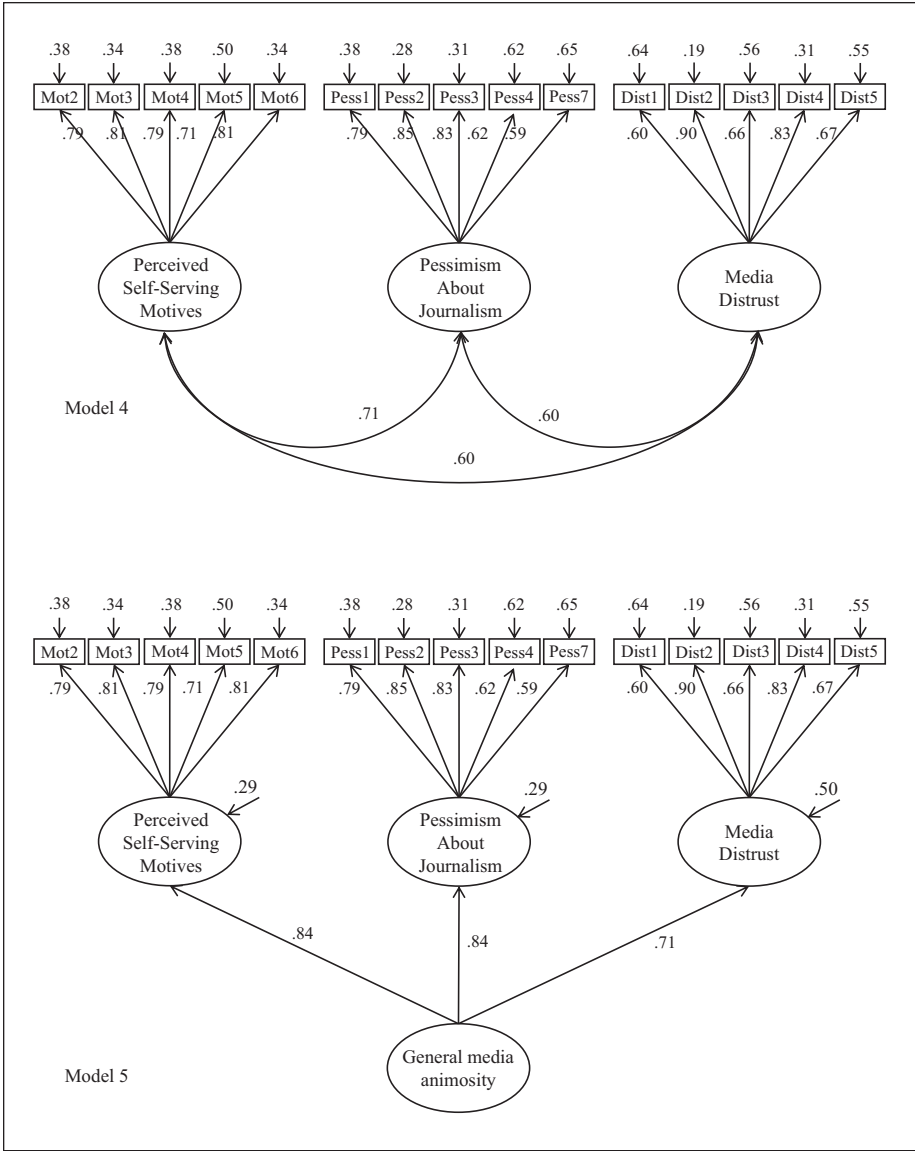 .38 .34 .38 .50 .34 .38 .28 .31 .62 .65 .64 .19 .56 .31 .55
Mot2 Mot3 Mot4 Mot5 Mot6 Pess1 Pess2 Pess3 Pess4 Pess7 Dist1 Dist2 Dist3 Dist4 Dist5
.79 .81 .79 .71 .81 .79 .85 .83 .62 .59 .60 .90 .66 .83 .67
Perceived
Self-Serving
Motives
Pessimism
About
Journalism
Media
Distrust
Model 4
.71
.60
.60
.38 .34 .38 .50 .34 .38 .28 .31 .62 .65 .64 .19 .56 .31 .55
Mot2 Mot3 Mot4 Mot5 Mot6 Pess1 Pess2 Pess3 Pess4 Pess7 Dist1 Dist2 Dist3 Dist4 Dist5
.79 .81 .79 .71 .81 .79 .85 .83 .62 .59 .60 .90 .66 .83 .67
.29 .29 .50
Perceived
Self-Serving
Motives
Pessimism
About
Journalism
Media
Distrust
.84 .84 .71
General media
animosity
Model 5